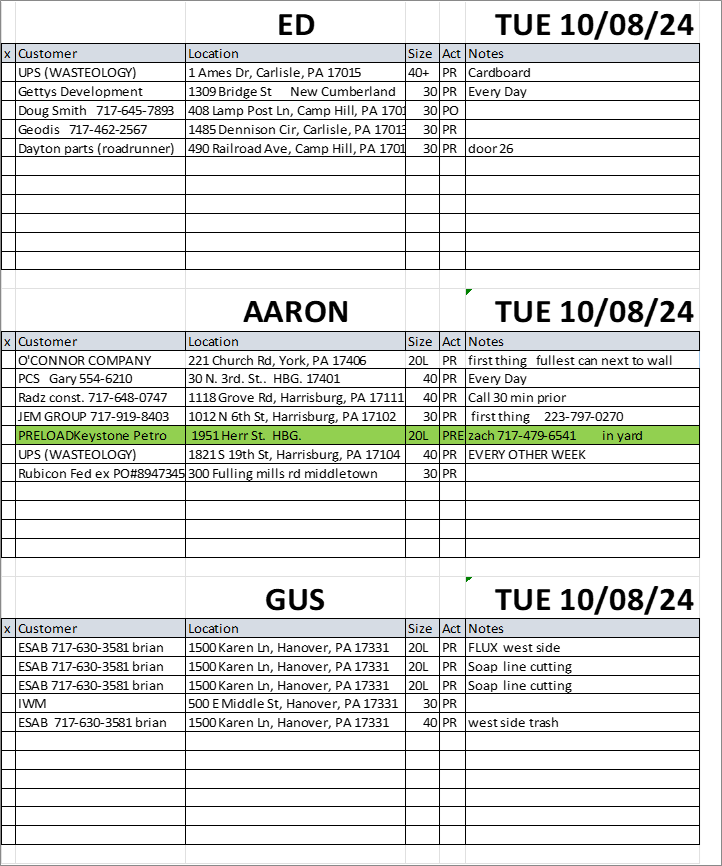 ED TUE 10/08/24
x Customer Location Size Act Notes
UPS (WASTEOLOGY) 1 Ames Dr, Carlisle, PA 17015 40+ PR Cardboard
Gettys Development 1309 Bridge St New Cumberland 30 PR Every Day
Doug Smith 717-645-7893 408 Lamp Post Ln, Camp Hill, PA 1701 30 PO
Geodis 717-462-2567 1485 Dennison Cir, Carlisle, PA 17013 30 PR
Dayton parts (roadrunner) 490 Railroad Ave, Camp Hill, PA 1701 30 PR door 26
AARON TUE 10/08/24
x Customer Location Size Act Notes
O'CONNOR COMPANY 221 Church Rd, York, PA 17406 20L PR first thing fullest can next to wall
PCS Gary 554-6210 30 N. 3rd. St.. HBG. 17401 40 PR Every Day
Radz const. 717-648-0747 1118 Grove Rd, Harrisburg, PA 17111 40 PR Call 30 min prior
JEM GROUP 717-919-8403 1012 N 6th St, Harrisburg, PA 17102 30 PR first thing 223-797-0270
PRELOADKeystone Petro 1951 Herr St. HBG. 20L PRE zach 717-479-6541 in yard
UPS (WASTEOLOGY) 1821 S 19th St, Harrisburg, PA 17104 40 PR EVERY OTHER WEEK
Rubicon Fed ex PO#8947345 300 Fulling mills rd middletown 30 PR
GUS TUE 10/08/24
x Customer Location Size Act Notes
ESAB 717-630-3581 brian 1500 Karen Ln, Hanover, PA 17331 20L PR FLUX west side
ESAB 717-630-3581 brian 1500 Karen Ln, Hanover, PA 17331 20L PR Soap line cutting
ESAB 717-630-3581 brian 1500 Karen Ln, Hanover, PA 17331 20L PR Soap line cutting
IWM 500 E Middle St, Hanover, PA 17331 30 PR
ESAB 717-630-3581 brian 1500 Karen Ln, Hanover, PA 17331 40 PR west side trash